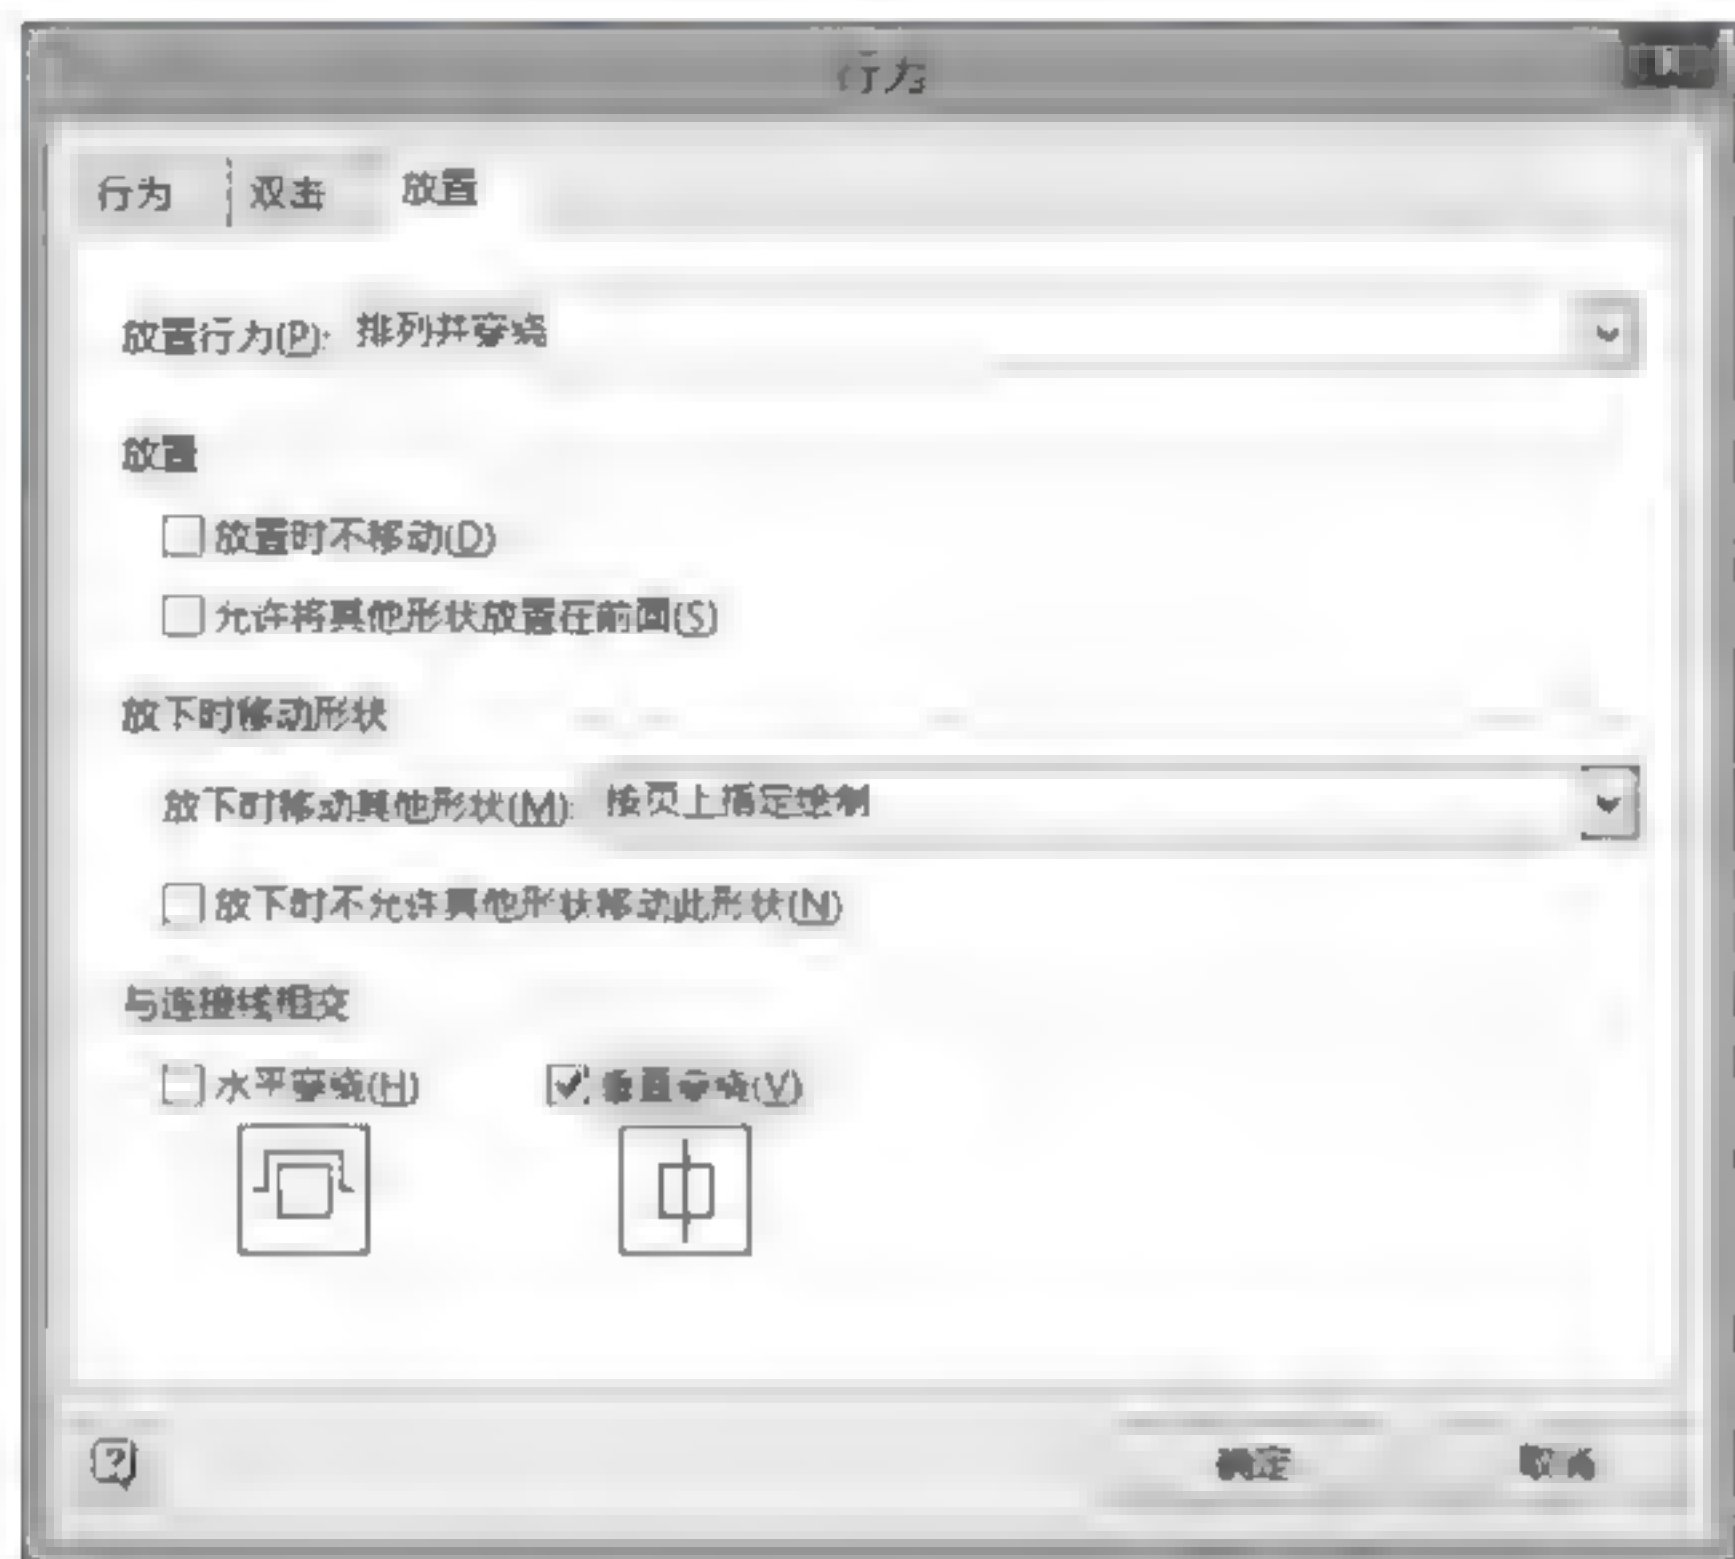 行为
行为 双击 放置
放置行为(P): 排列并穿绕
放置
放置时不移动(D)
允许将其他形状放置在前面(S)
放下时移动形状
放下时移动其他形状(M): 按页上指定绘制
放下时不允许其他形状移动此形状(N)
与连接线相交
水平穿绕(H) 垂直穿绕(V)
确定 取消